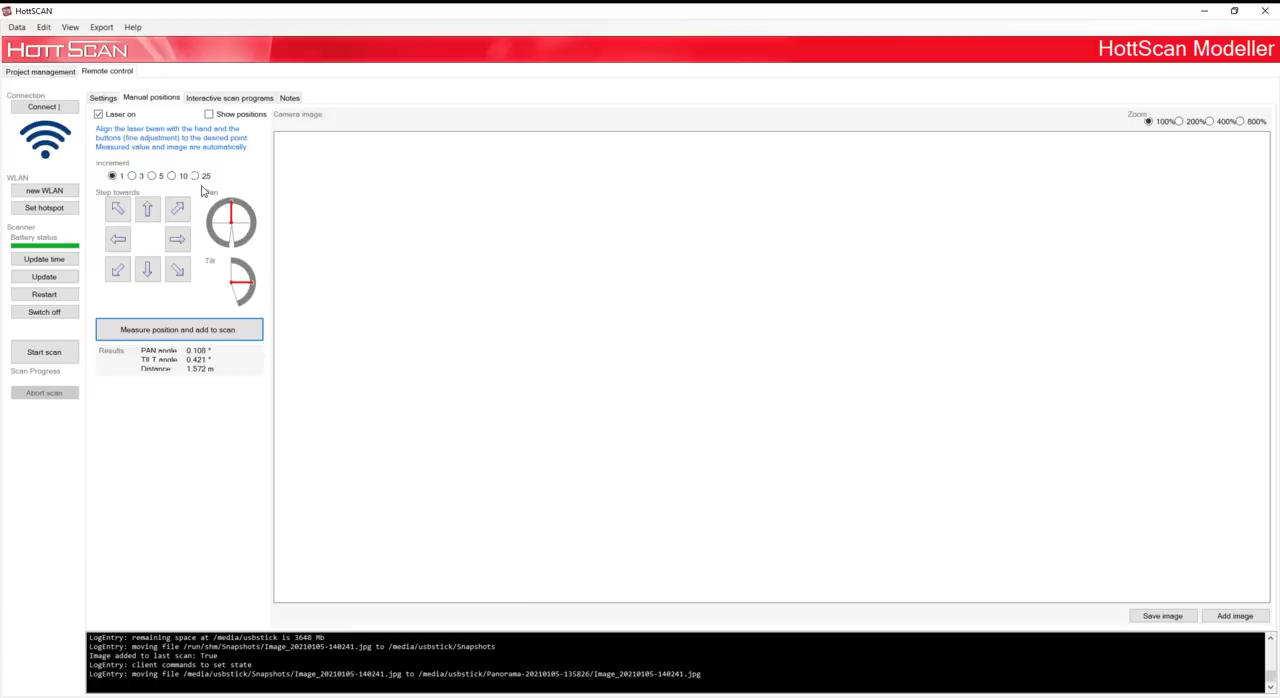 HottSCAN
Data Edit View Export Help
HOTTSCAN
HottScan Modeller
Project management Remote control
Connection
Connect |
WLAN
new WLAN
Set hotspot
Scanner
Battery status
Update time
Update
Restart
Switch off
Start scan
Scan Progress
Abort scan
Settings Manual positions Interactive scan programs Notes
Laser on Show positions
Align the laser beam with the hand and the
buttons (fine adjustment) to the desired point.
Measured value and image are automatically
increment
1 3 5 10 25
Step towards
Tilt
Measure position and add to scan
Results PAN angle 0.108 °
TILT angle 0.421 °
Distance: 1.572 m
Camera image
Zoom
100% 200% 400% 800%
Save image Add image
LogEntry: remaining space at /media/usbstick is 3648 Mb
LogEntry: moving file /run/shm/Snapshots/Image_20210105-140241.jpg to /media/usbstick/Snapshots
Image added to last scan: True
LogEntry: client commands to set state
LogEntry: moving file /media/usbstick/Snapshots/Image_20210105-140241.jpg to /media/usbstick/Panorama-20210105-135826/Image_20210105-140241.jpg